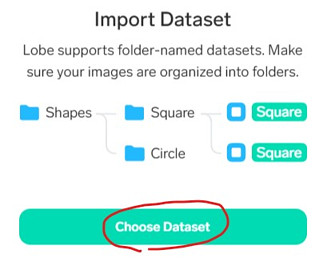 Import Dataset
Lobe supports folder-named datasets. Make
sure your images are organized into folders.
Shapes Square Square
Circle Square
Choose Dataset